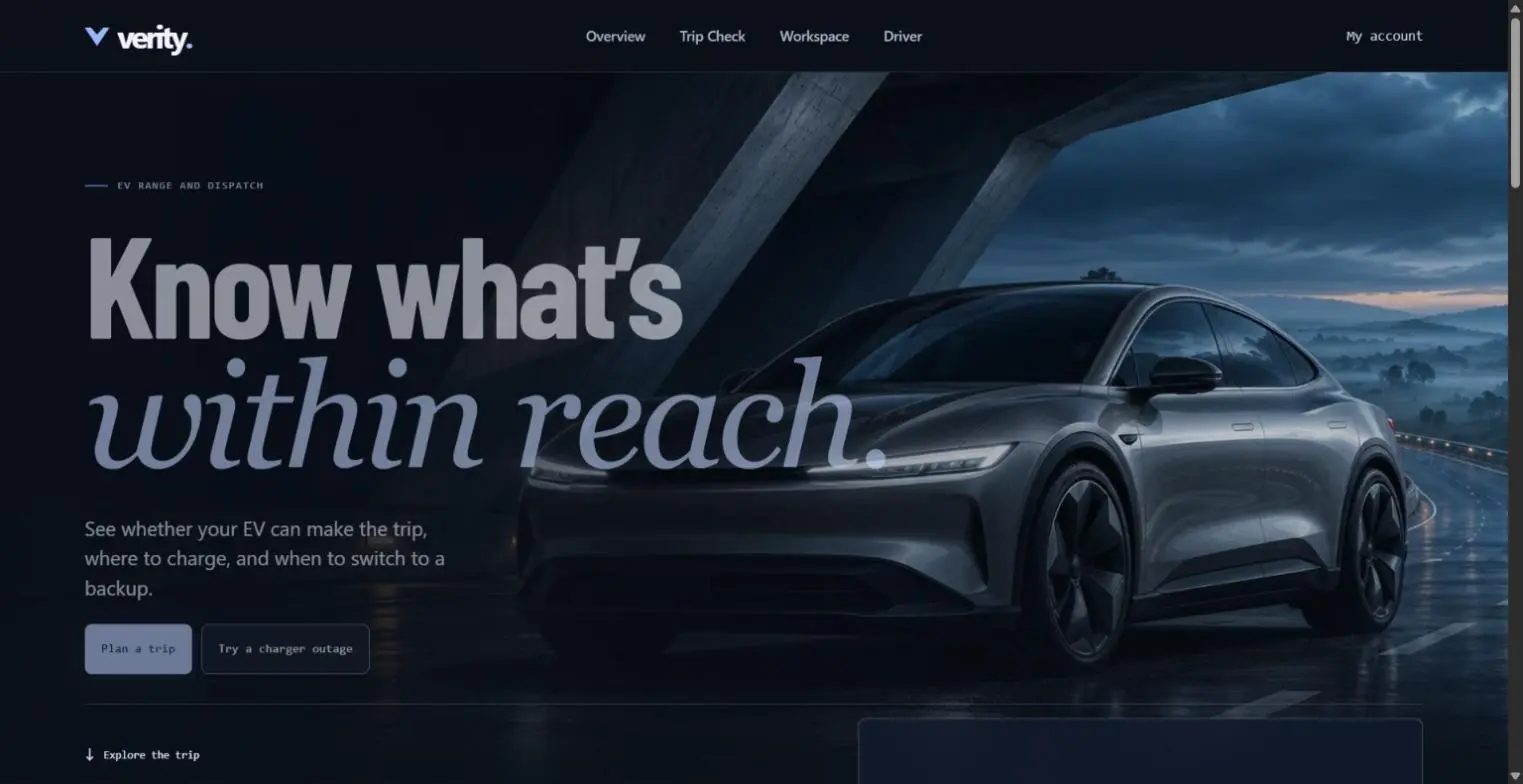 verity.
Overview
Trip Check
Workspace
Driver
My account
EV RANGE AND DISPATCH
Know what's
within reach.
See whether your EV can make the trip,
where to charge, and when to switch to a
backup.
Plan a trip
Try a charger outage
↓ Explore the trip